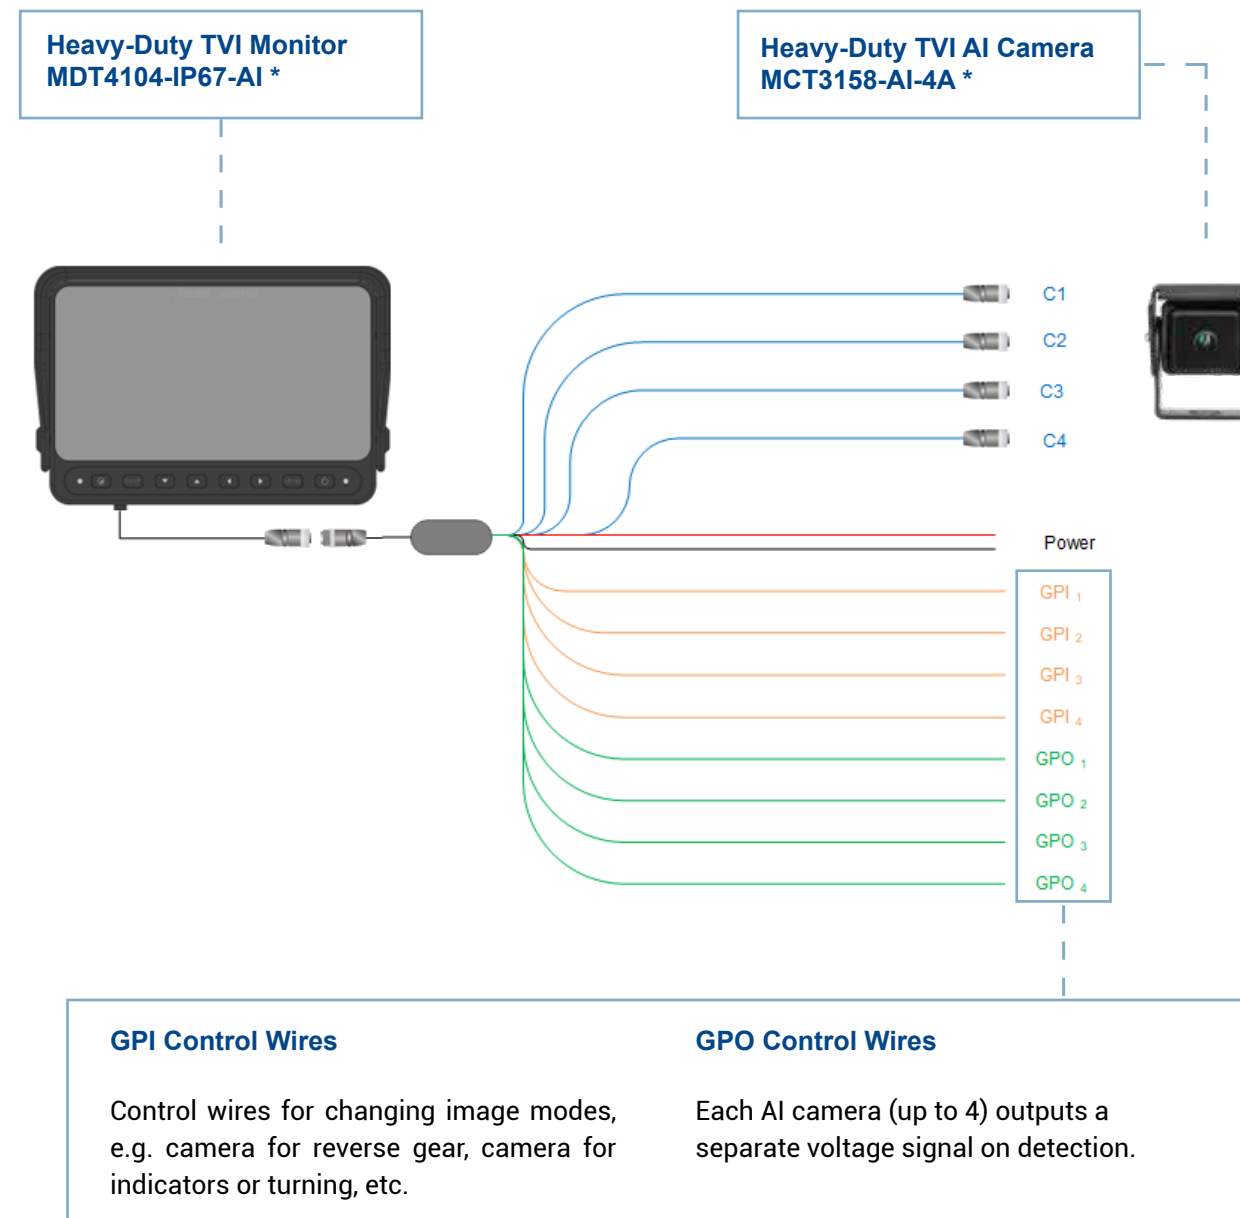 Heavy-Duty TVI Monitor
MDT4104-IP67-AI *
Heavy-Duty TVI AI Camera
MCT3158-AI-4A *
C1
C2
C3
C4
Power
GPI 1
GPI 2
GPI 3
GPI 4
GPO 1
GPO 2
GPO 3
GPO 4
GPI Control Wires
Control wires for changing image modes,
e.g. camera for reverse gear, camera for
indicators or turning, etc.
GPO Control Wires
Each AI camera (up to 4) outputs a
separate voltage signal on detection.